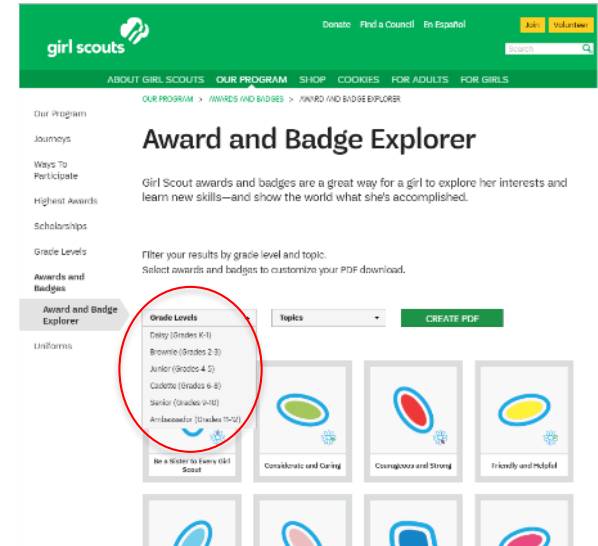 Donate Find a Council En Español Join Volunteer
girl scouts
Search
ABOUT GIRL SCOUTS OUR PROGRAM SHOP COOKIES FOR ADULTS FOR GIRLS
OUR PROGRAM > AWARDS AND BADGES > AWARD AND BADGE EXPLORER
Our Program
Journeys
Ways To
Participate
Highest Awards
Scholarships
Grade Levels
Awards and
Badges
Award and Badge
Explorer
Uniforms
Award and Badge Explorer
Girl Scout awards and badges are a great way for a girl to explore her interests and
learn new skills—and show the world what she's accomplished.
Filter your results by grade level and topic.
Select awards and badges to customize your PDF download.
Grade Levels Topics CREATE PDF
Daisy (Grades K-1)
Brownie (Grades 2-3)
Junior (Grades 4-5)
Cadette (Grades 6-8)
Senior (Grades 9-10)
Ambassador (Grades 11-12)
Be a Sister to Every Girl
Scout
Considerate and Caring
Courageous and Strong
Friendly and Helpful